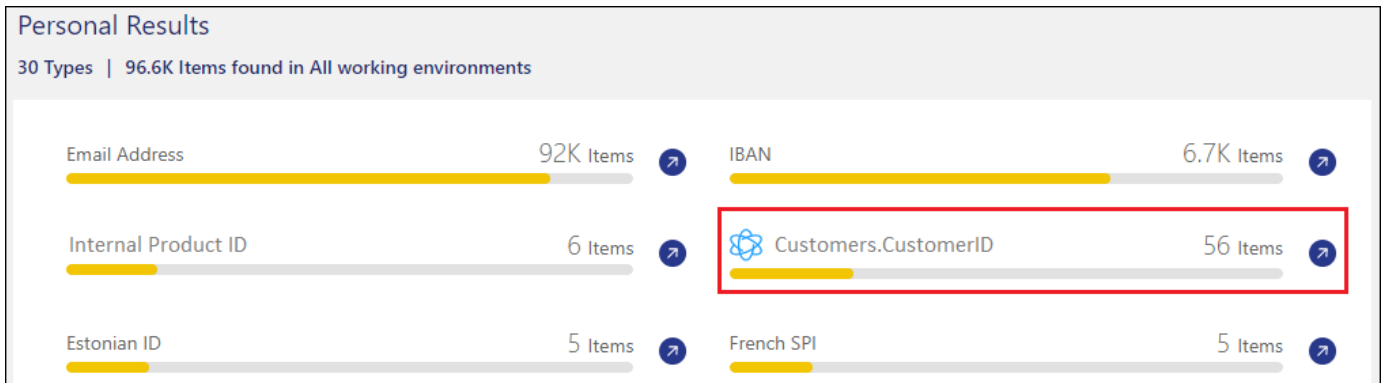 Personal Results
30 Types | 96.6K Items found in All working environments
Email Address 92K Items
IBAN 6.7K Items
Internal Product ID 6 Items
Customers.CustomerID 56 Items
Estonian ID 5 Items
French SPI 5 Items